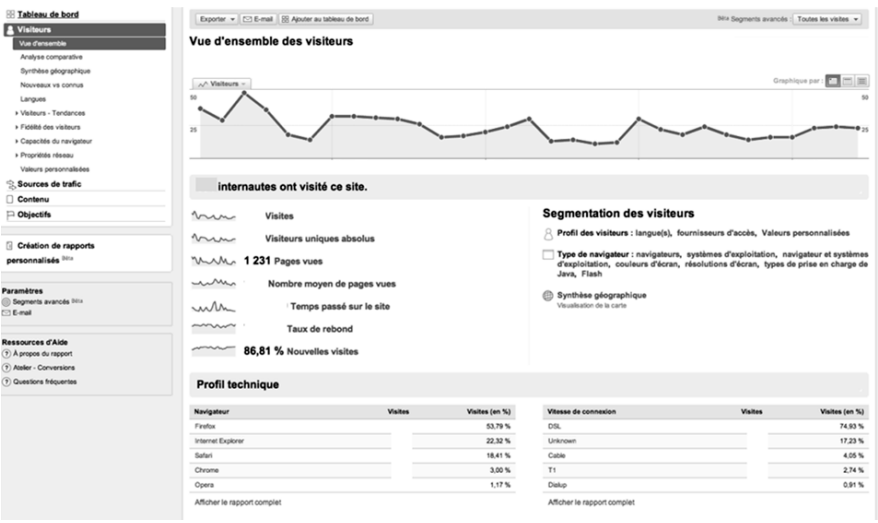 Tableau de bord
Visiteurs
Vue d'ensemble
Analyse comparative
Synthèse géographique
Nouveaux vs connus
Langues
Visiteurs - Tendances
Fidélité des visiteurs
Capacités du navigateur
Propriétés réseau
Valeurs personnalisées
Sources de trafic
Contenu
Objectifs
Création de rapports
personnalisés Bêta
Paramètres
Segments avancés Bêta
E-mail
Ressources d'Aide
À propos du rapport
Atelier - Conversions
Questions fréquentes
Exporter E-mail Ajouter au tableau de bord
Bêta Segments avancés : Toutes les visites
Vue d'ensemble des visiteurs
Visiteurs
Graphique par :
50 50
25 25
internautes ont visité ce site.
Visites
Visiteurs uniques absolus
1 231 Pages vues
Nombre moyen de pages vues
Temps passé sur le site
Taux de rebond
86,81 % Nouvelles visites
Segmentation des visiteurs
Profil des visiteurs : langue(s), fournisseurs d'accès, Valeurs personnalisées
Type de navigateur : navigateurs, systèmes d'exploitation, navigateur et systèmes
d'exploitation, couleurs d'écran, résolutions d'écran, types de prise en charge de
Java, Flash
Synthèse géographique
Visualisation de la carte
Profil technique
Navigateur Visites Visites (en %)
Firefox 53,79 %
Internet Explorer 22,32 %
Safari 18,41 %
Chrome 3,00 %
Opera 1,17 %
Afficher le rapport complet
Vitesse de connexion Visites Visites (en %)
DSL 74,93 %
Unknown 17,23 %
Cable 4,05 %
T1 2,74 %
Dialup 0,91 %
Afficher le rapport complet